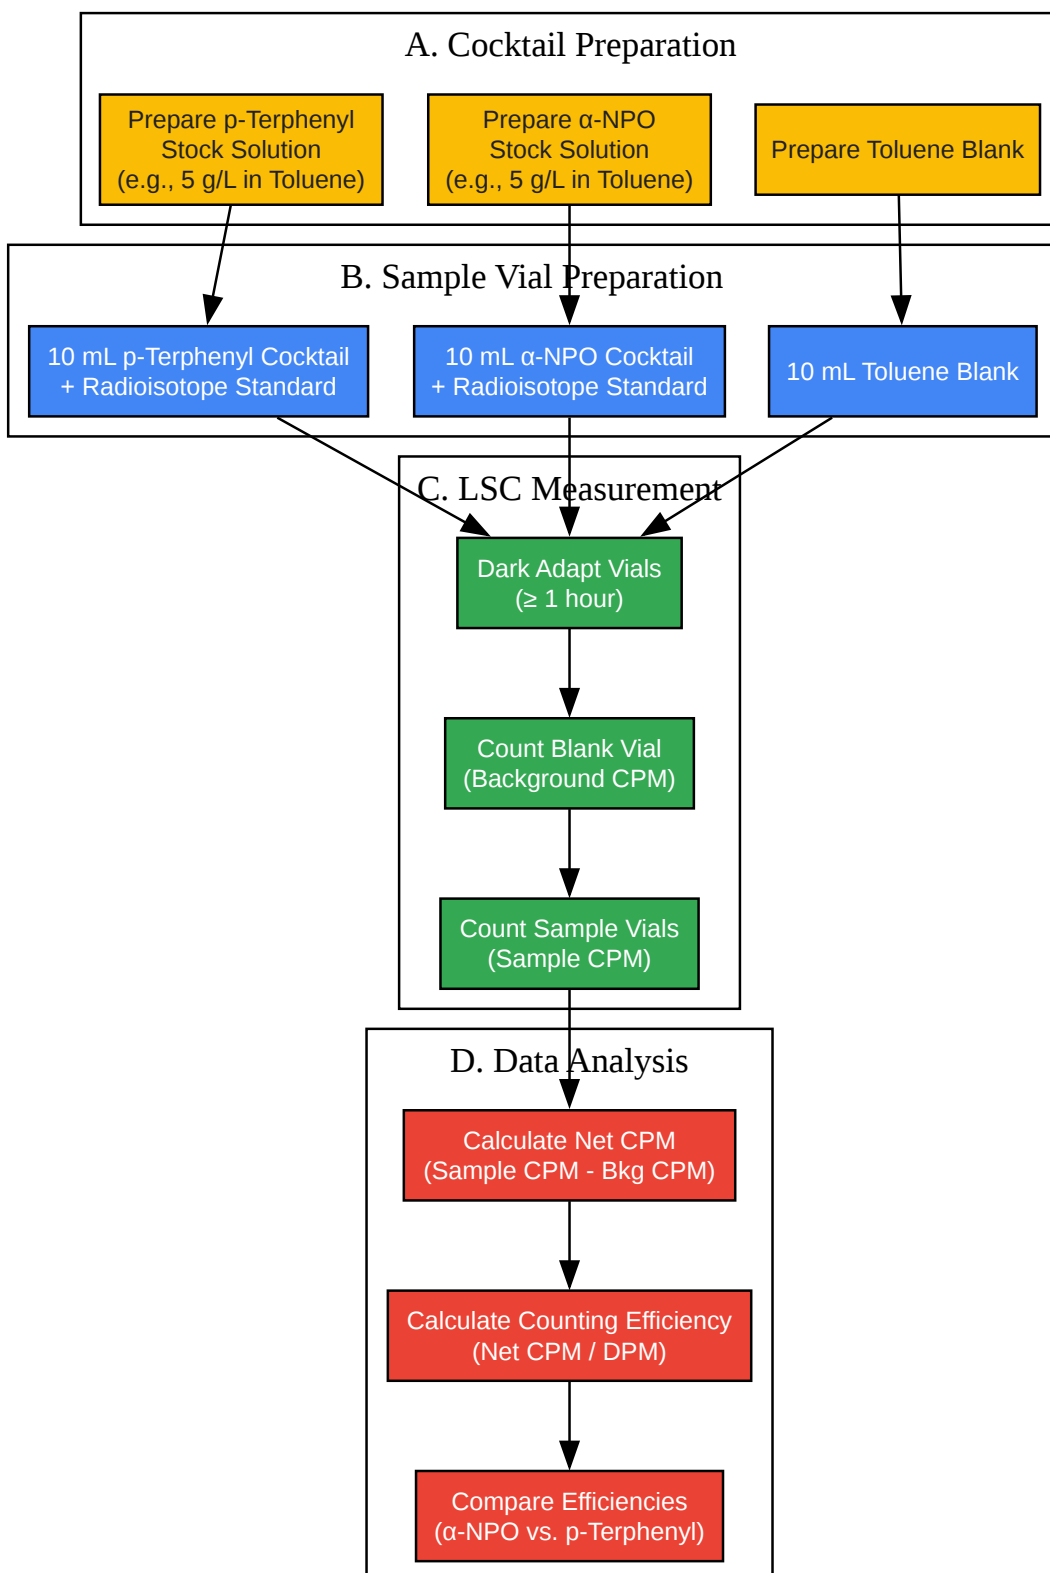 A. Cocktail Preparation
Prepare p-Terphenyl
Stock Solution
(e.g., 5 g/L in Toluene)
Prepare α-NPO
Stock Solution
(e.g., 5 g/L in Toluene)
Prepare Toluene Blank
B. Sample Vial Preparation
10 mL p-Terphenyl Cocktail
+ Radioisotope Standard
10 mL α-NPO Cocktail
+ Radioisotope Standard
10 mL Toluene Blank
C. LSC Measurement
Dark Adapt Vials
(≥ 1 hour)
Count Blank Vial
(Background CPM)
Count Sample Vials
(Sample CPM)
D. Data Analysis
Calculate Net CPM
(Sample CPM - Bkg CPM)
Calculate Counting Efficiency
(Net CPM / DPM)
Compare Efficiencies
(α-NPO vs. p-Terphenyl)